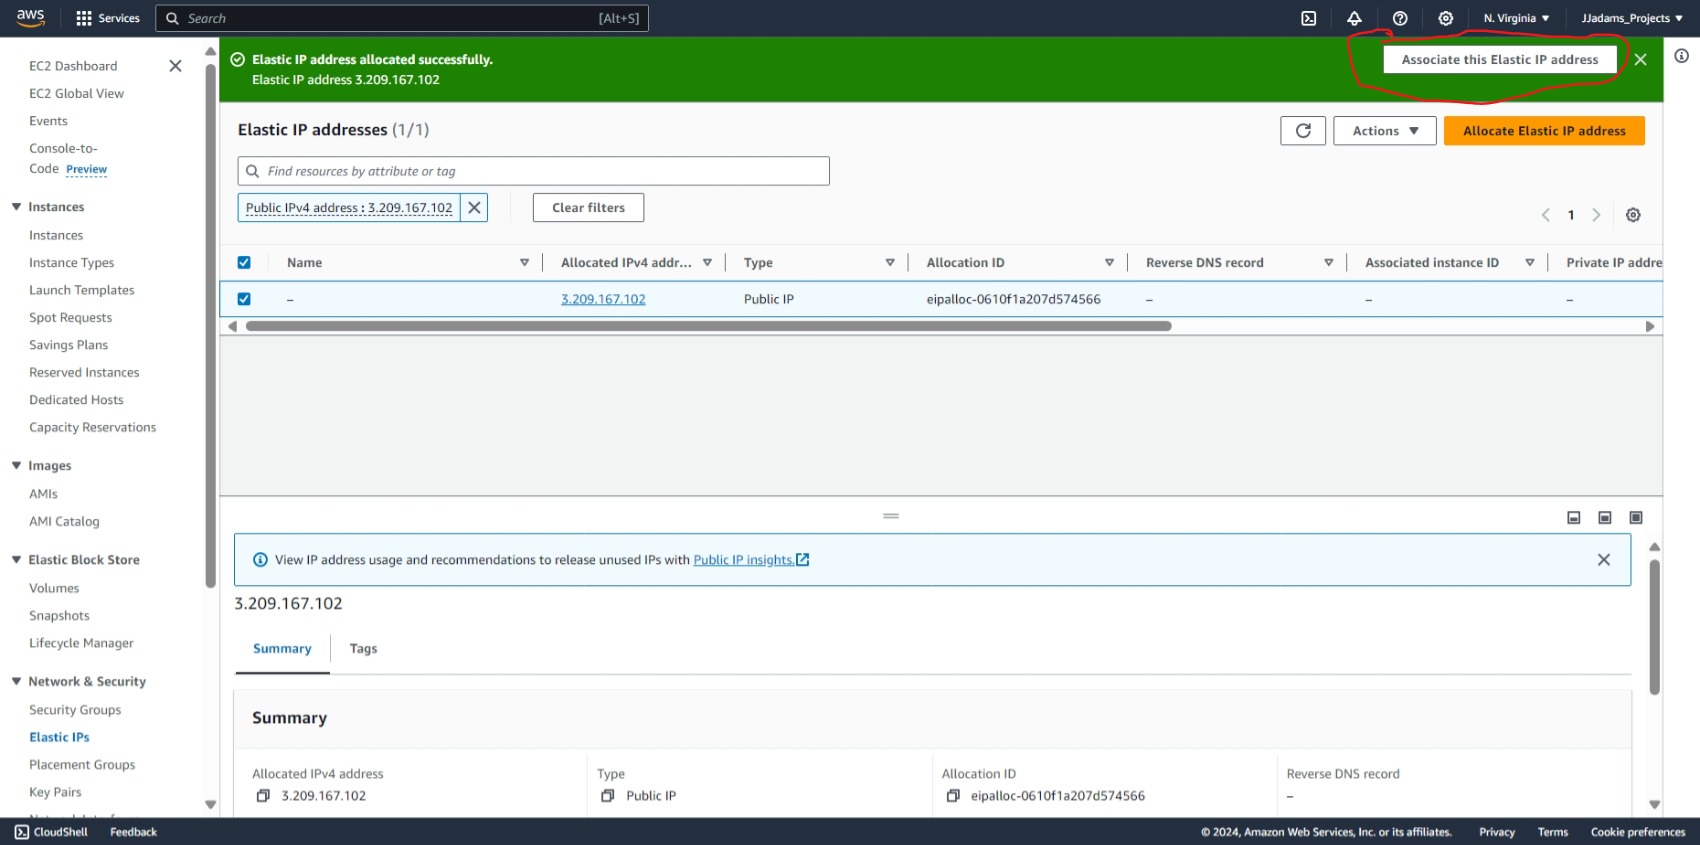 aws Services Search [Alt+S] N. Virginia JJadams_Projects
EC2 Dashboard
EC2 Global View
Events
Console-to-
Code Preview
Instances
Instances
Instance Types
Launch Templates
Spot Requests
Savings Plans
Reserved Instances
Dedicated Hosts
Capacity Reservations
Images
AMIs
AMI Catalog
Elastic Block Store
Volumes
Snapshots
Lifecycle Manager
Network & Security
Security Groups
Elastic IPs
Placement Groups
Key Pairs
Elastic IP address allocated successfully.
Elastic IP address 3.209.167.102
Associate this Elastic IP address
Elastic IP addresses (1/1)
Actions
Allocate Elastic IP address
Find resources by attribute or tag
Public IPv4 address : 3.209.167.102
Clear filters
1
Name Allocated IPv4 addr... Type Allocation ID Reverse DNS record Associated instance ID Private IP addre
– 3.209.167.102 Public IP eipalloc-0610f1a207d574566 – – –
View IP address usage and recommendations to release unused IPs with Public IP insights.
3.209.167.102
Summary Tags
Summary
Allocated IPv4 address Type Allocation ID Reverse DNS record
3.209.167.102 Public IP eipalloc-0610f1a207d574566 –
CloudShell Feedback © 2024, Amazon Web Services, Inc. or its affiliates. Privacy Terms Cookie preferences